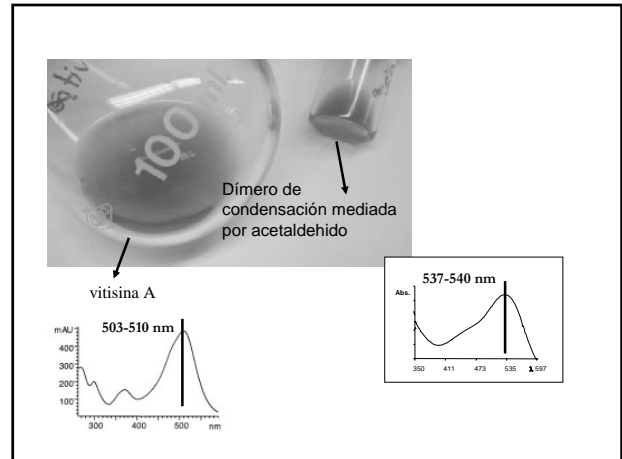 100 ml
Dímero de
condensación mediada
por acetaldehido
vitisina A
503-510 nm
mAU
400
300
200
100
300 400 500 nm
537-540 nm
Abs.
350 411 473 535 597